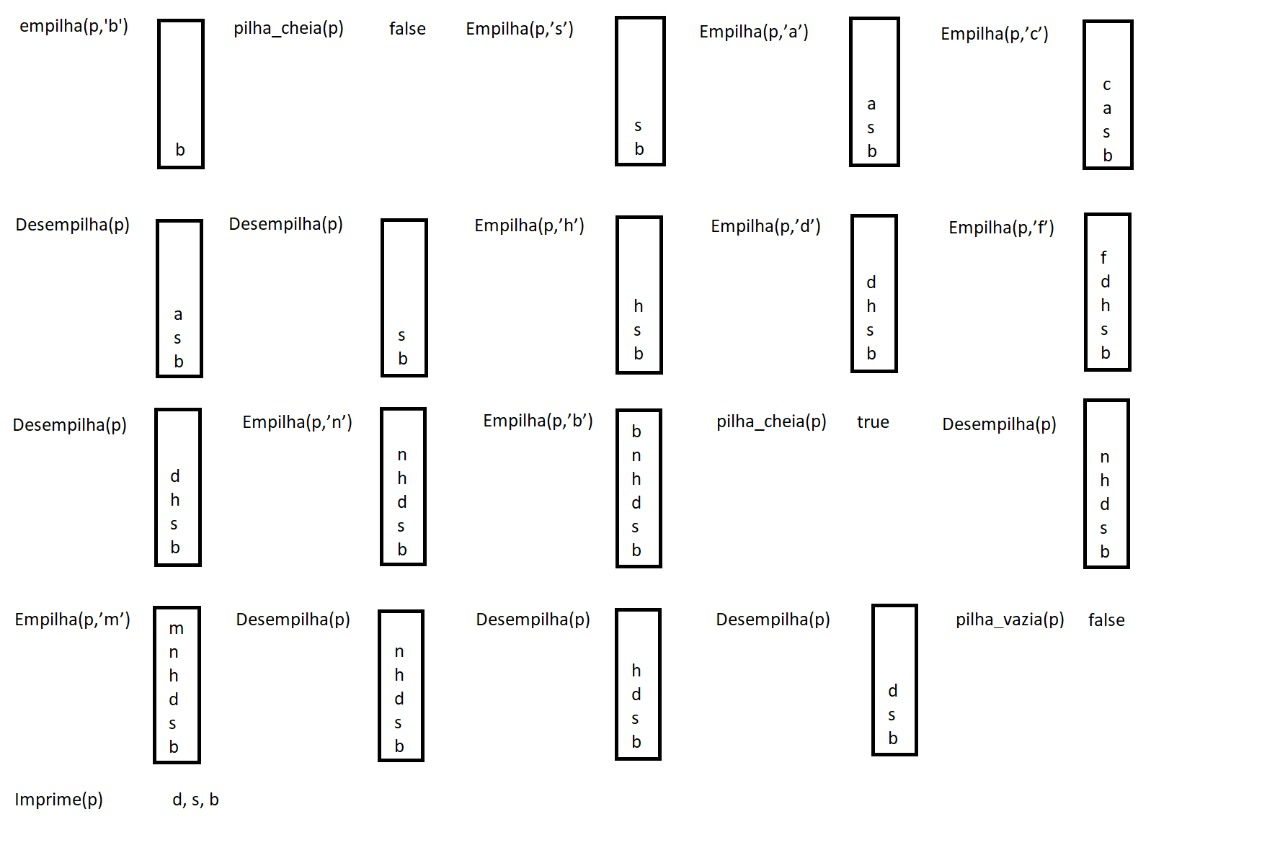 empilha(p,'b')
b
pilha_cheia(p) false
Empilha(p,’s’)
s
b
Empilha(p,’a’)
a
s
b
Empilha(p,’c’)
c
a
s
b
Desempilha(p)
a
s
b
Desempilha(p)
s
b
Empilha(p,’h’)
h
s
b
Empilha(p,’d’)
d
h
s
b
Empilha(p,’f’)
f
d
h
s
b
Desempilha(p)
d
h
s
b
Empilha(p,’n’)
n
h
d
s
b
Empilha(p,’b’)
b
n
h
d
s
b
pilha_cheia(p) true
Desempilha(p)
n
h
d
s
b
Empilha(p,’m’)
m
n
h
d
s
b
Desempilha(p)
n
h
d
s
b
Desempilha(p)
h
d
s
b
Desempilha(p)
d
s
b
pilha_vazia(p) false
Imprime(p) d, s, b